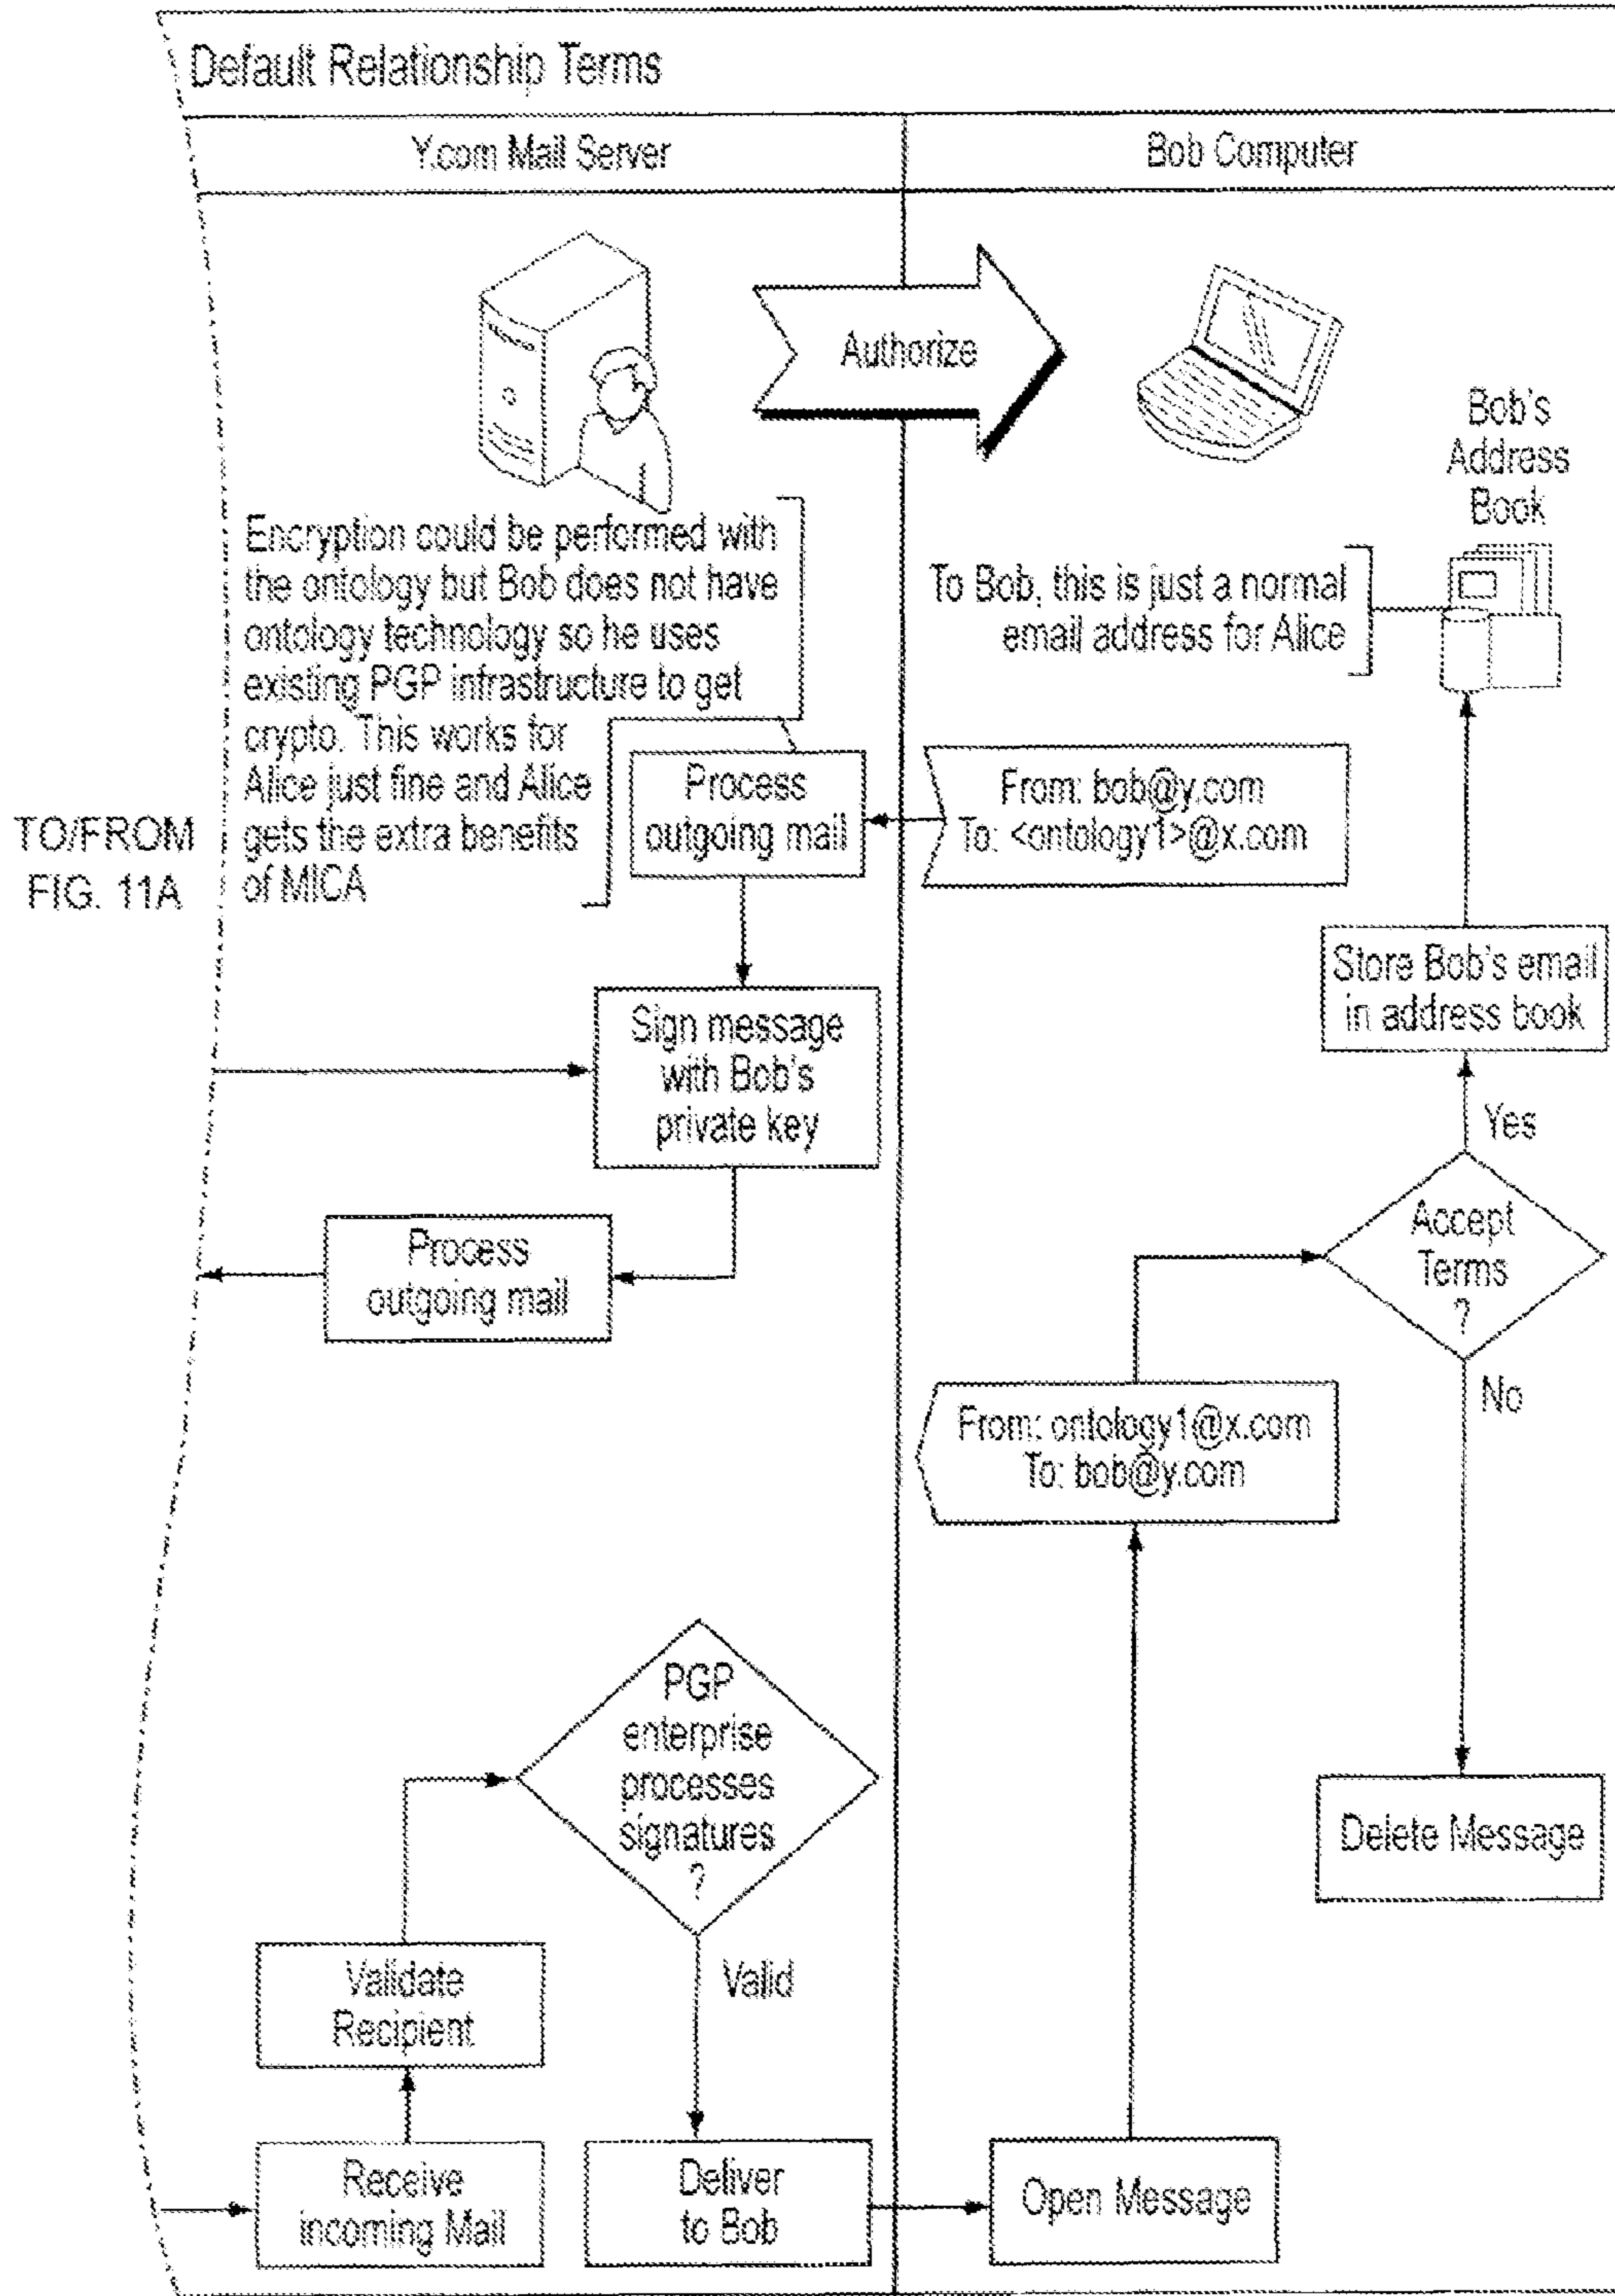 Default Relationship Terms
Y.com Mail Server
Bob Computer
Authorize
Bob's
Address
Book
Encryption could be performed with
the ontology but Bob does not have
ontology technology so he uses
existing PGP infrastructure to get
crypto. This works for
Alice just fine and Alice
gets the extra benefits
of MICA
To Bob, this is just a normal
email address for Alice
Process
outgoing mail
From: bob@y.com
To: <ontology1>@x.com
TO/FROM
FIG. 11A
Store Bob's email
in address book
Sign message
with Bob's
private key
Yes
Accept
Terms
?
Process
outgoing mail
No
From: ontology1@x.com
To: bob@y.com
PGP
enterprise
processes
signatures
?
Delete Message
Valid
Validate
Recipient
Receive
incoming Mail
Deliver
to Bob
Open Message